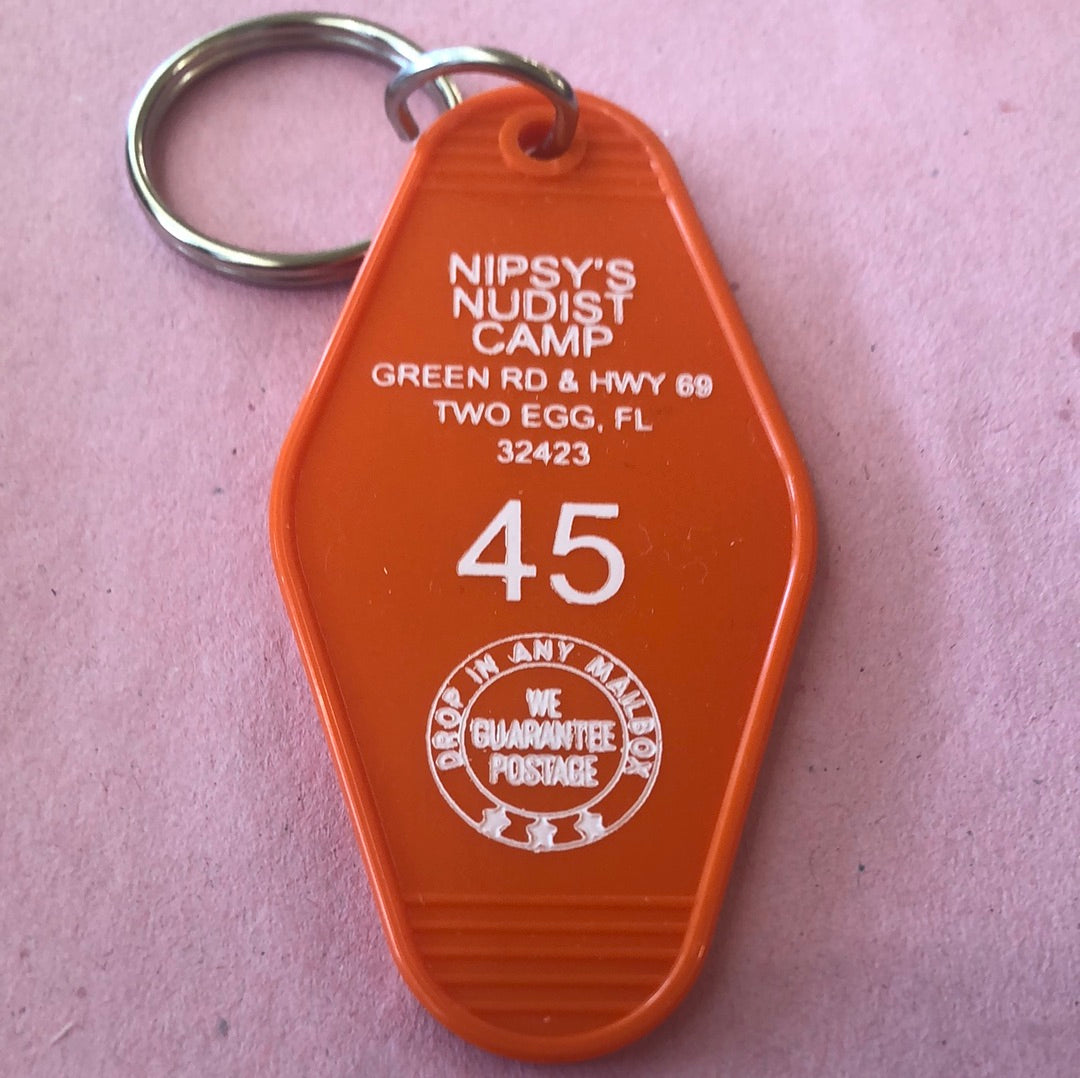 NIPSY'S
NUDIST
CAMP
GREEN RD & HWY 69
TWO EGG, FL
32423
45
DROP IN ANY MAILBOX
WE
GUARANTEE
POSTAGE